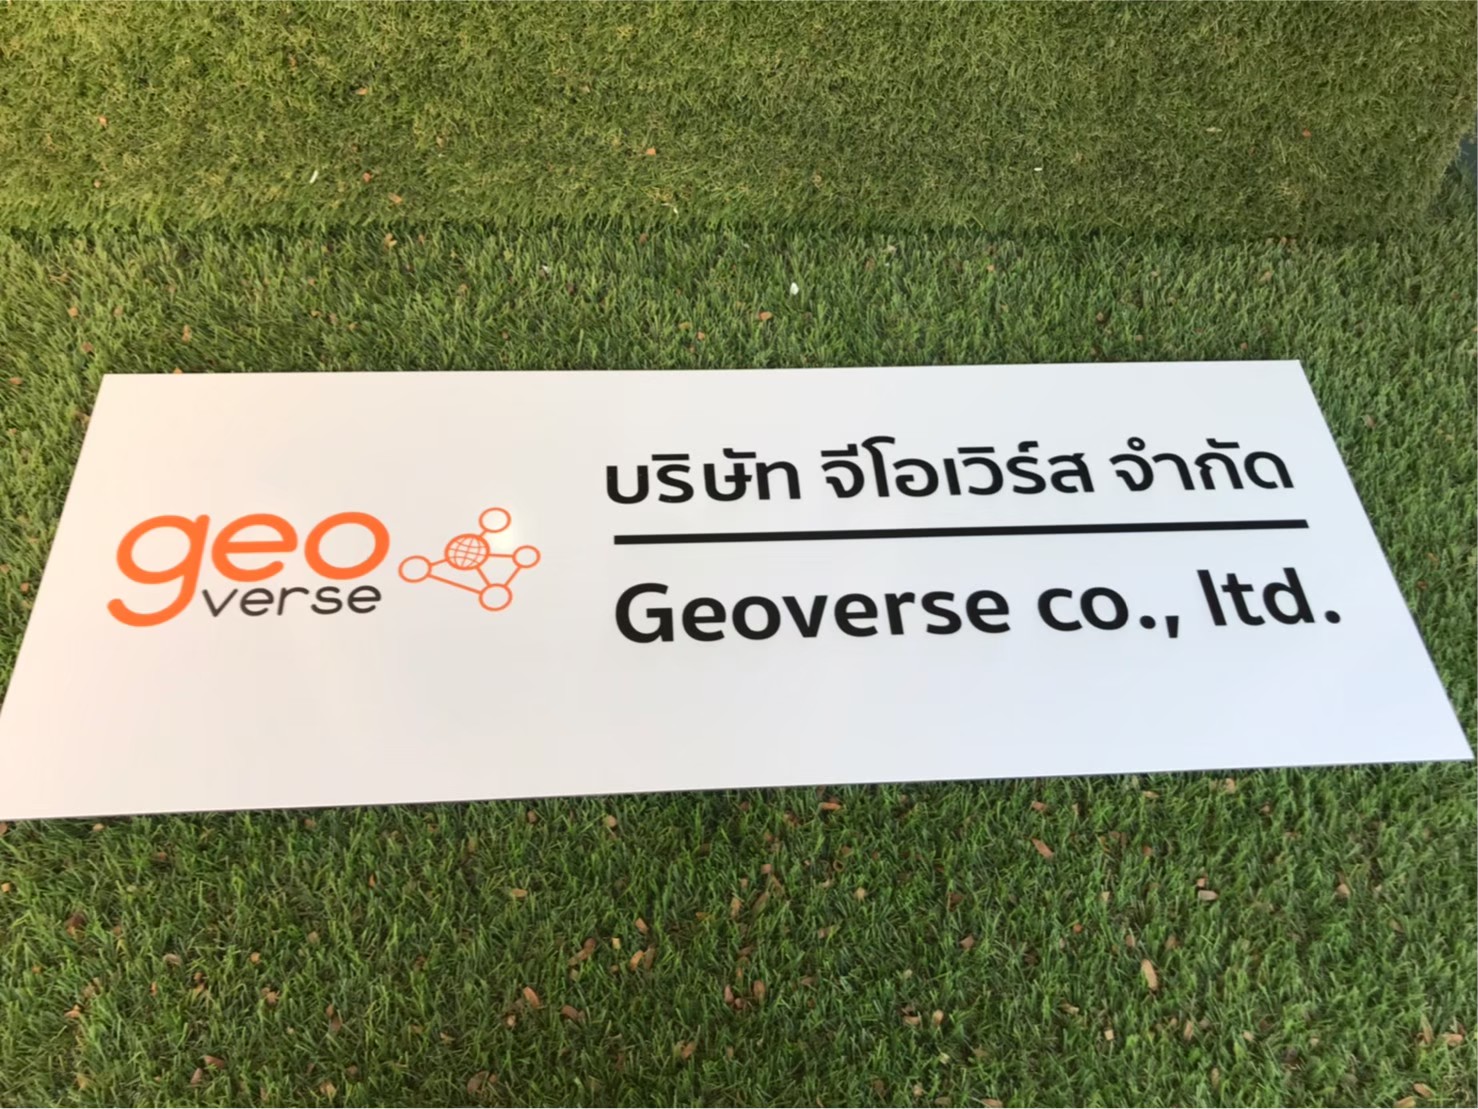 geo
verse
บริษัท จีโอเวิร์ส จำกัด
Geoverse co., ltd.